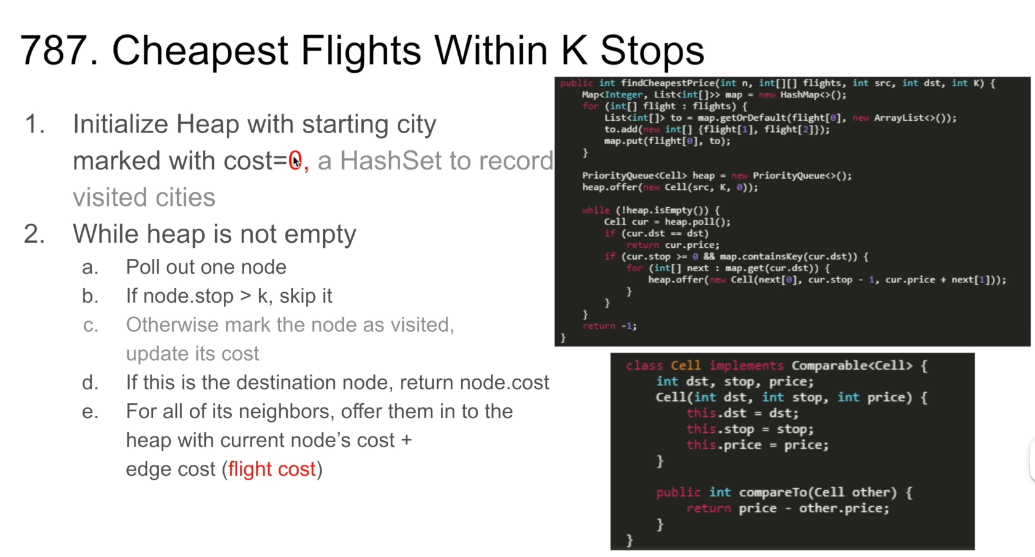 787. Cheapest Flights Within K Stops
1. Initialize Heap with starting city
marked with cost=0, a HashSet to record
visited cities
2. While heap is not empty
a. Poll out one node
b. If node.stop > k, skip it
c. Otherwise mark the node as visited,
update its cost
d. If this is the destination node, return node.cost
e. For all of its neighbors, offer them in to the
heap with current node's cost +
edge cost (flight cost)
public int findCheapestPrice(int n, int[][] flights, int src, int dst, int K) {
Map<Integer, List<int[]>> map = new HashMap<>();
for (int[] flight : flights) {
List<int[]> to = map.getOrDefault(flight[0], new ArrayList<>());
to.add(new int[] {flight[1], flight[2]});
map.put(flight[0], to);
}
PriorityQueue<Cell> heap = new PriorityQueue<>();
heap.offer(new Cell(src, K, 0));
while (!heap.isEmpty()) {
Cell cur = heap.poll();
if (cur.dst == dst)
return cur.price;
if (cur.stop >= 0 && map.containsKey(cur.dst)) {
for (int[] next : map.get(cur.dst)) {
heap.offer(new Cell(next[0], cur.stop - 1, cur.price + next[1]));
}
}
}
return -1;
}
class Cell implements Comparable<Cell> {
int dst, stop, price;
Cell(int dst, int stop, int price) {
this.dst = dst;
this.stop = stop;
this.price = price;
}
public int compareTo(Cell other) {
return price - other.price;
}
}